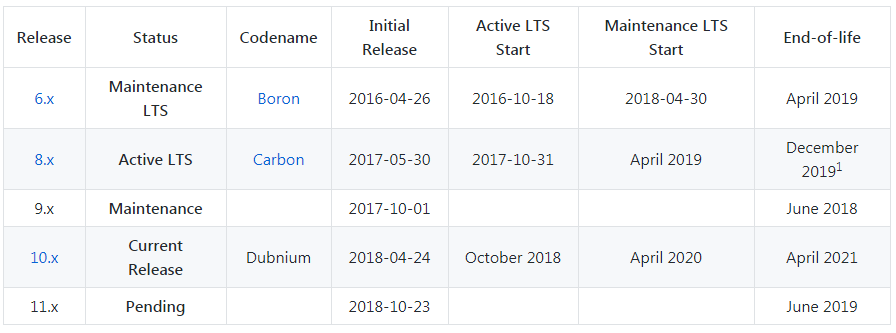 Release Status Codename Initial Release Active LTS Start Maintenance LTS Start End-of-life
6.x Maintenance LTS Boron 2016-04-26 2016-10-18 2018-04-30 April 2019
8.x Active LTS Carbon 2017-05-30 2017-10-31 April 2019 December 2019¹
9.x Maintenance 2017-10-01 June 2018
10.x Current Release Dubnium 2018-04-24 October 2018 April 2020 April 2021
11.x Pending 2018-10-23 June 2019